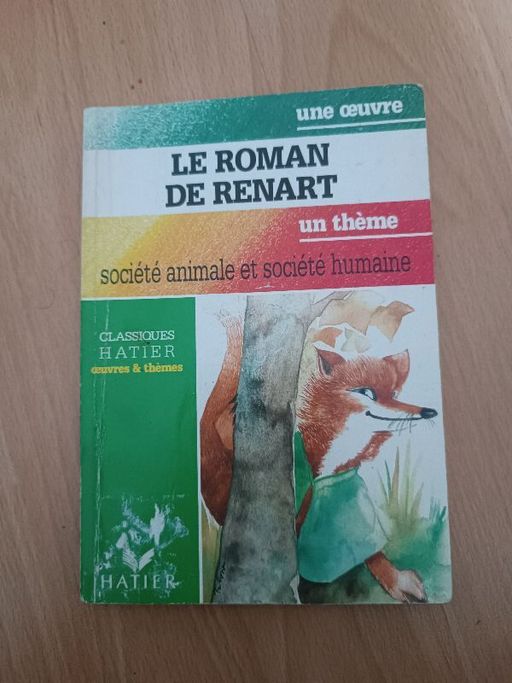 une œuvre
LE ROMAN
DE RENART
un thème
société animale et société humaine
CLASSIQUES
HATIER
œuvres & thèmes
HATIER